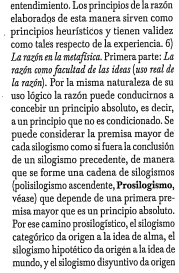 entendimiento. Los principios de la razón
elaborados de esta manera sirven como
principios heurísticos y tienen validez
como tales respecto de la experiencia. 6)
La razón en la metafísica. Primera parte: La
razón como facultad de las ideas (uso real de
la razón). Por la misma naturaleza de su
uso lógico la razón puede conducirnos a
concebir un principio absoluto, es decir,
a un principio que no es condicionado. Se
puede considerar la premisa mayor de
cada silogismo como si fuera la conclusión
de un silogismo precedente, de manera
que se forme una cadena de silogismos
(polisilogismo ascendente, Prosilogismo,
véase) que depende de una primera pre-
misa mayor que es un principio absoluto.
Por ese camino prosilogístico, el silogismo
categórico da origen a la idea de alma, el
silogismo hipotético da origen a la idea de
mundo, y el silogismo disyuntivo da origen